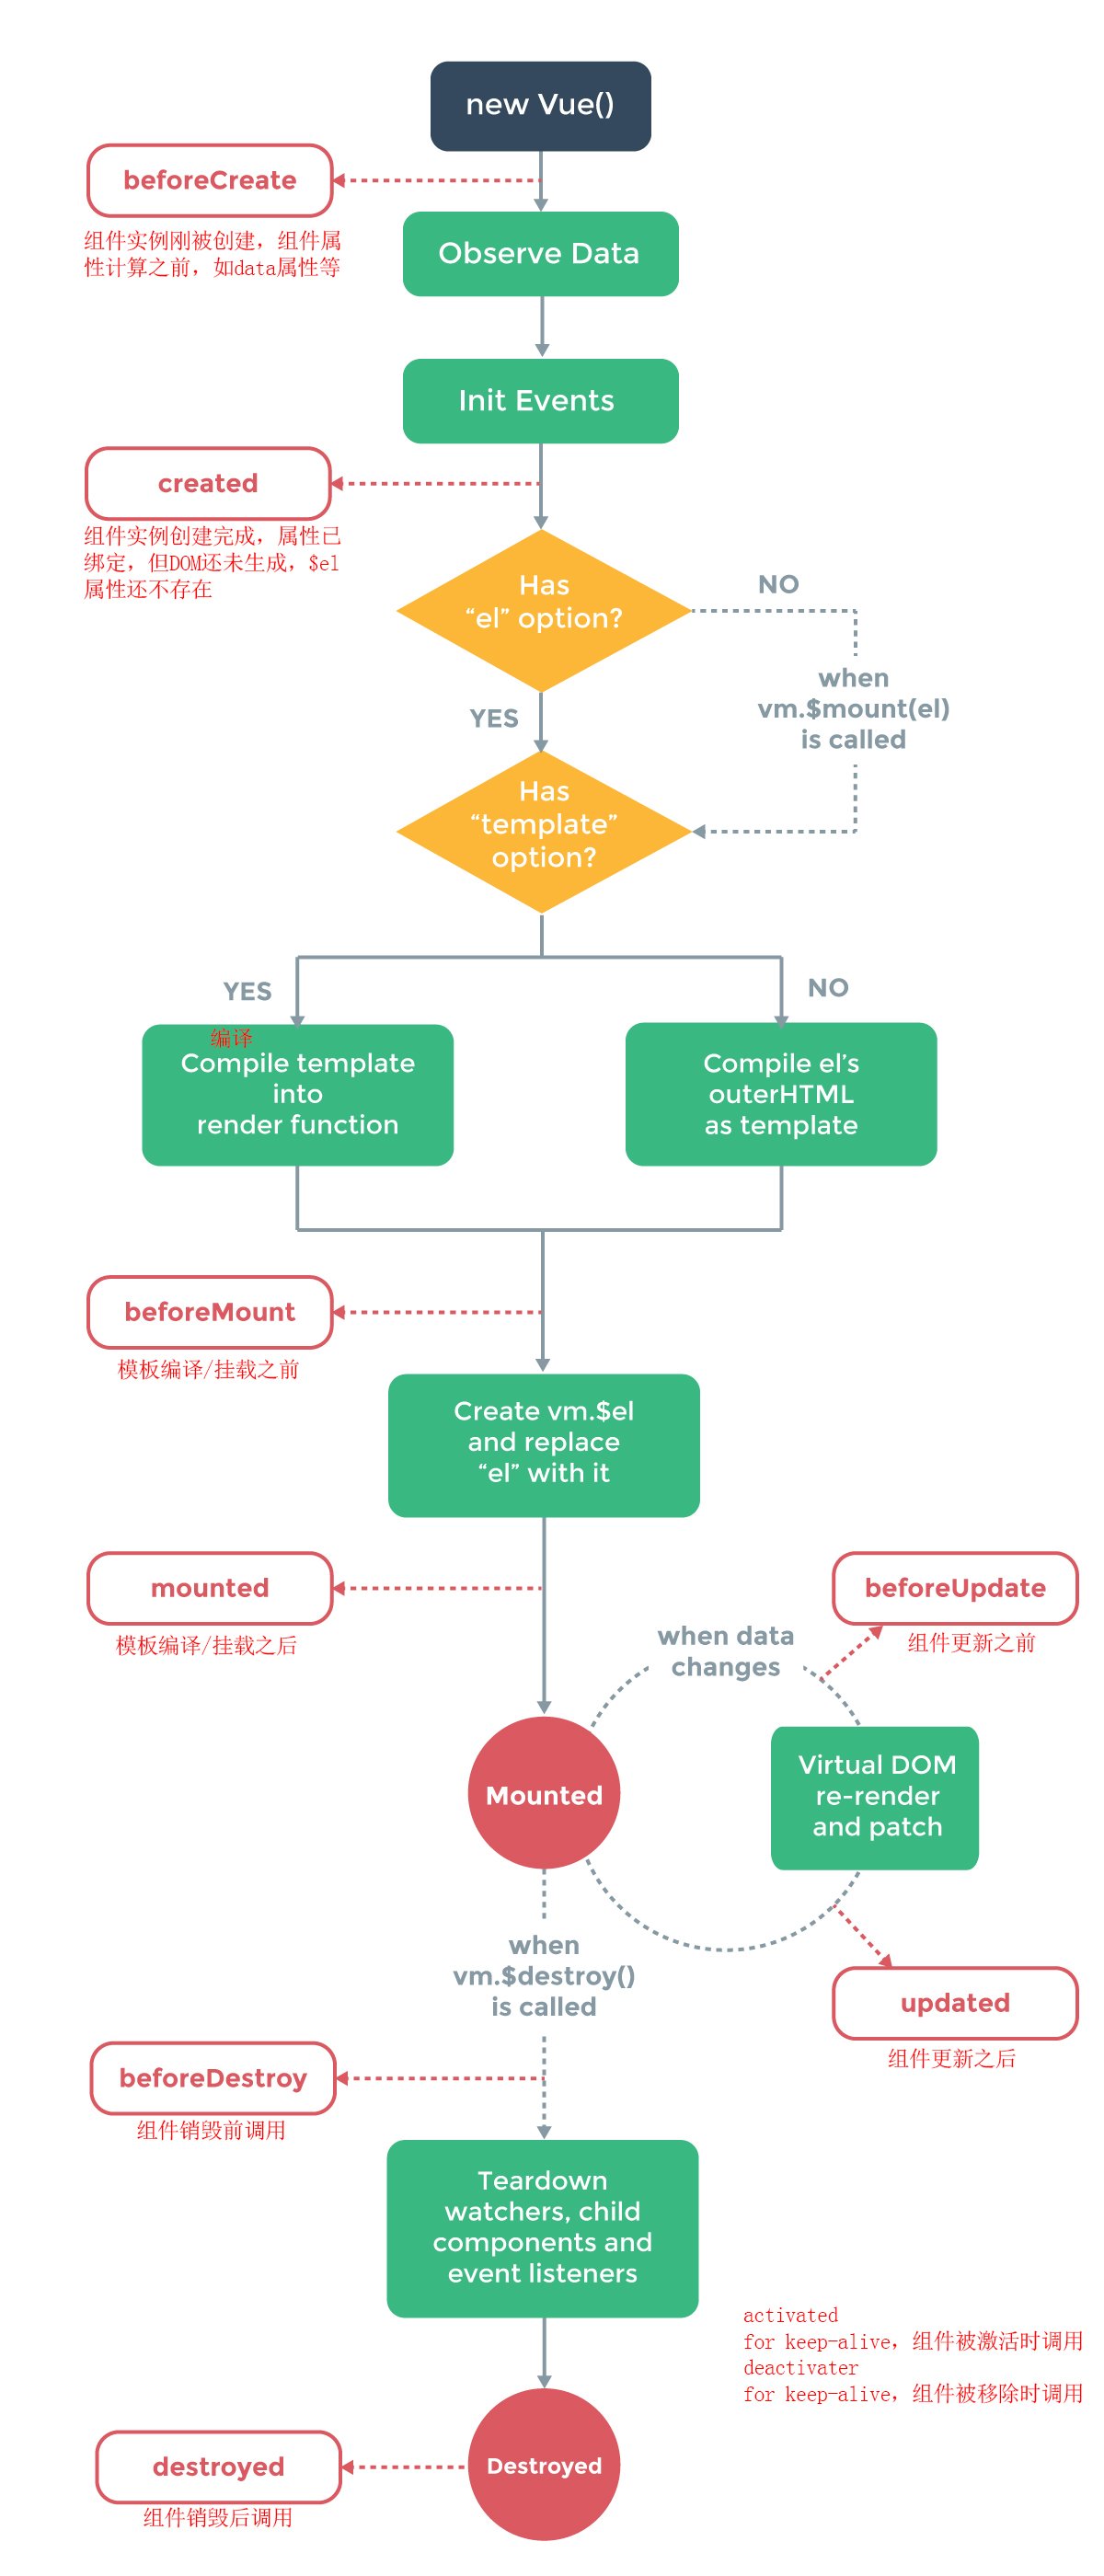 new Vue()
beforeCreate
组件实例刚被创建，组件属
性计算之前，如data属性等
Observe Data
Init Events
created
组件实例创建完成，属性已
绑定，但DOM还未生成，$el
属性还不存在
Has
“el” option?
NO
when
vm.$mount(el)
is called
YES
Has
“template”
option?
YES
NO
编译
Compile template
into
render function
Compile el’s
outerHTML
as template
beforeMount
模板编译/挂载之前
Create vm.$el
and replace
“el” with it
mounted
模板编译/挂载之后
beforeUpdate
组件更新之前
when data
changes
Mounted
Virtual DOM
re-render
and patch
when
vm.$destroy()
is called
updated
组件更新之后
beforeDestroy
组件销毁前调用
Teardown
watchers, child
components and
event listeners
activated
for keep-alive，组件被激活时调用
deactivater
for keep-alive，组件被移除时调用
Destroyed
destroyed
组件销毁后调用